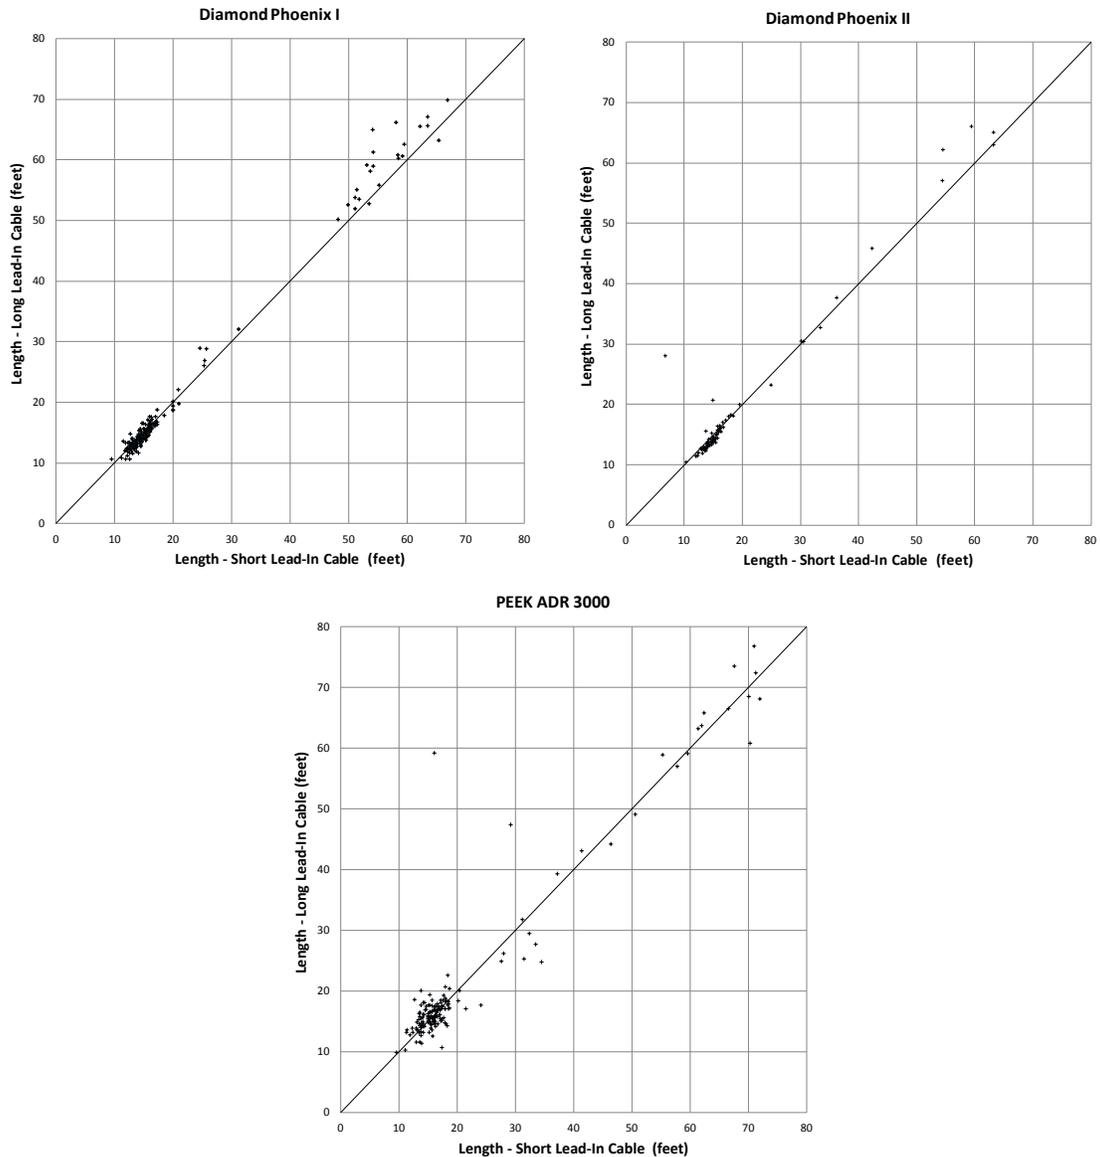 Diamond Phoenix I
80
70
60
50
40
30
20
10
0
Length - Long Lead-In Cable (feet)
0 10 20 30 40 50 60 70 80
Length - Short Lead-In Cable (feet)
Diamond Phoenix II
80
70
60
50
40
30
20
10
0
Length - Long Lead-In Cable (feet)
0 10 20 30 40 50 60 70 80
Length - Short Lead-In Cable (feet)
PEEK ADR 3000
80
70
60
50
40
30
20
10
0
Length - Long Lead-In Cable (feet)
0 10 20 30 40 50 60 70 80
Length - Short Lead-In Cable (feet)